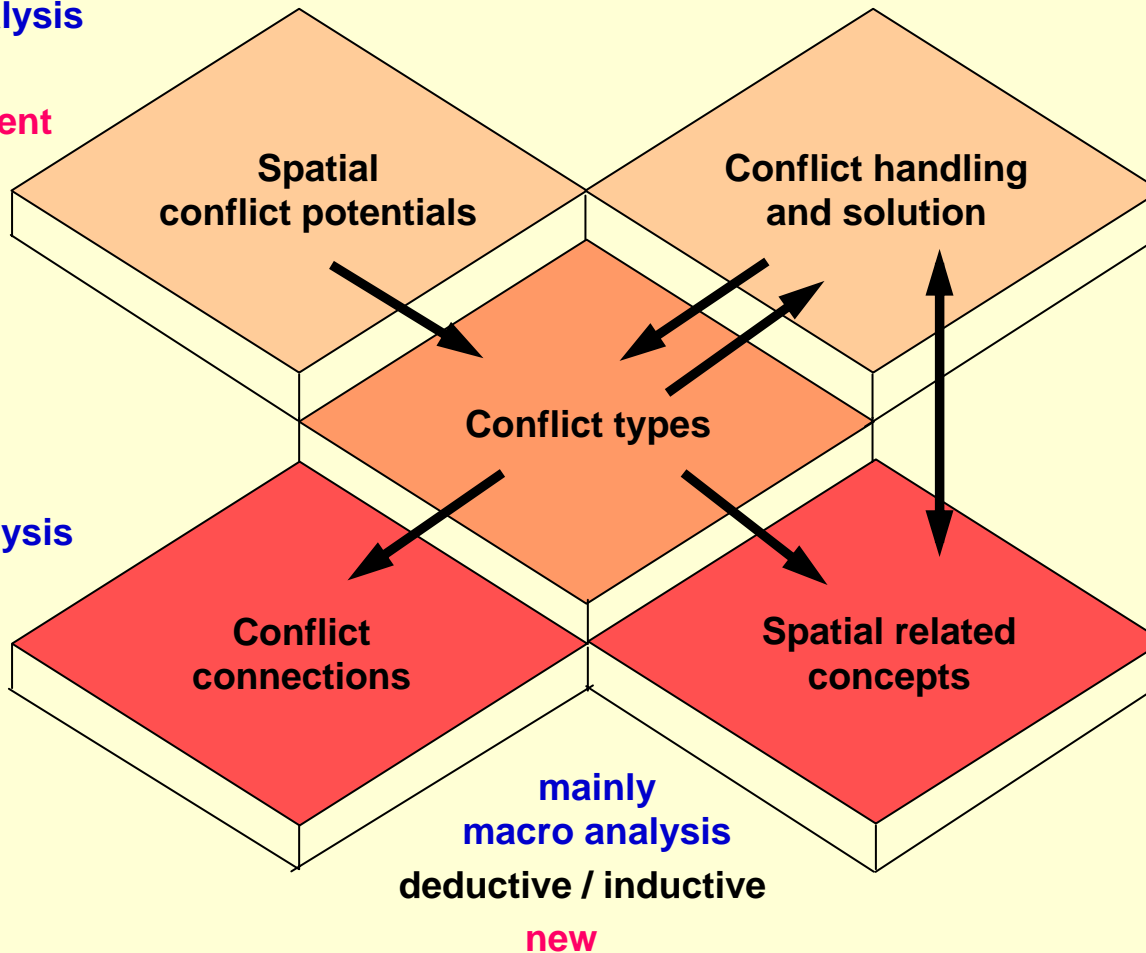 alysis
ent
Spatial
conflict potentials
Conflict handling
and solution
Conflict types
ysis
Conflict
connections
Spatial related
concepts
mainly
macro analysis
deductive / inductive
new